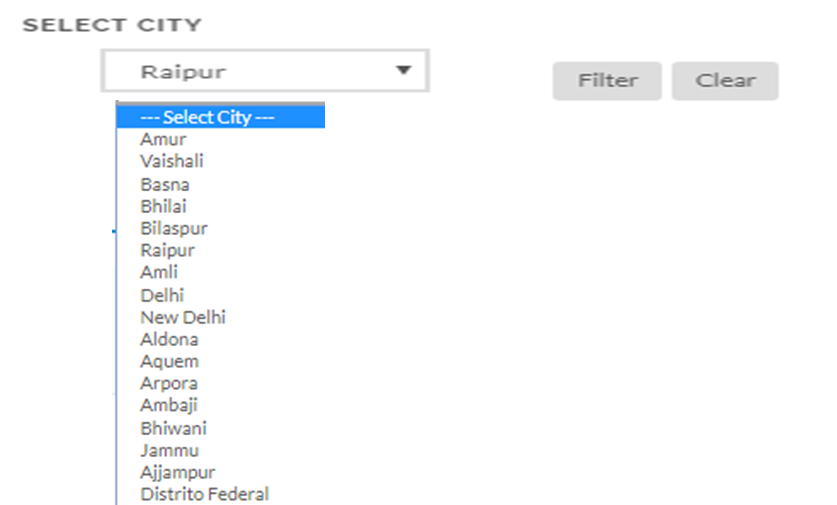 SELECT CITY
Raipur
Filter
Clear
--- Select City ---
Amur
Vaishali
Basna
Bhilai
Bilaspur
Raipur
Amli
Delhi
New Delhi
Aldona
Aquem
Arpora
Ambaji
Bhiwani
Jammu
Ajjampur
Distrito Federal